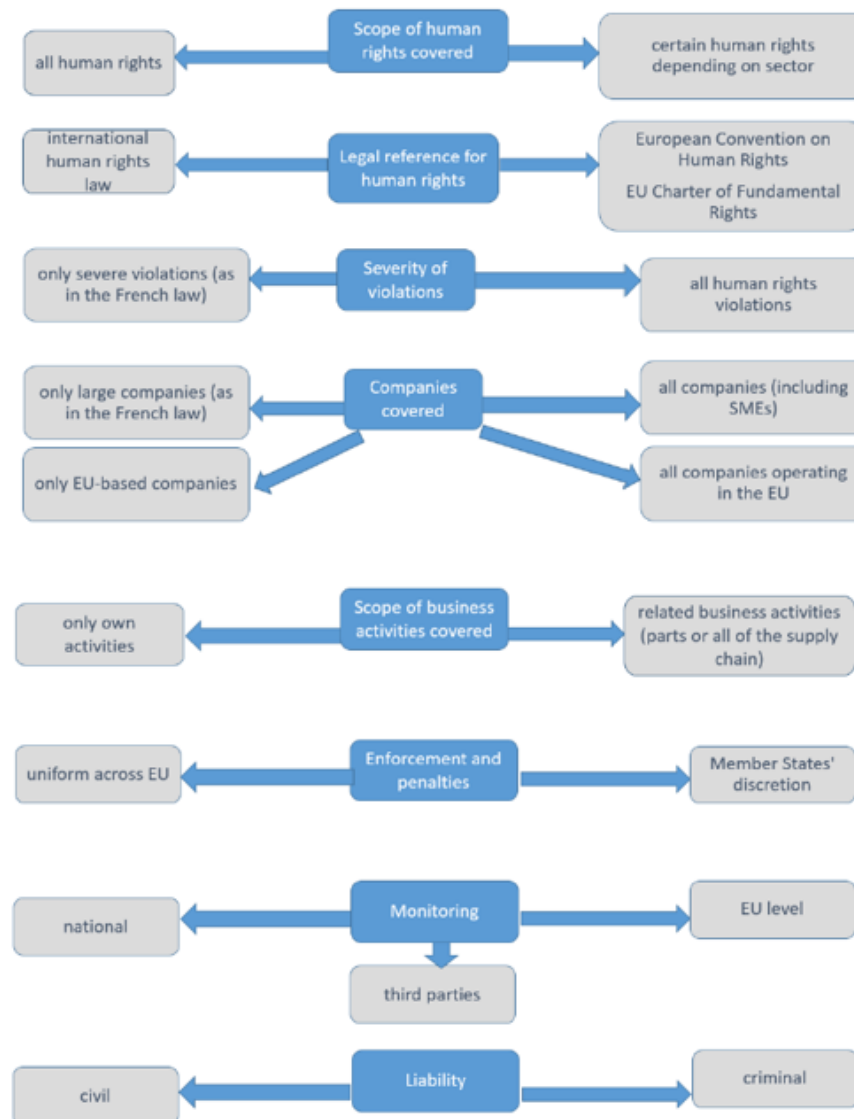 Scope of human
rights covered
all human rights
certain human rights
depending on sector
international
human rights
law
Legal reference for
human rights
European Convention on
Human Rights
EU Charter of Fundamental
Rights
only severe violations (as
in the French law)
Severity of
violations
all human rights
violations
only large companies (as
in the French law)
Companies
covered
all companies (including
SMEs)
only EU-based companies
all companies operating
in the EU
only own
activities
Scope of business
activities covered
related business activities
(parts or all of the supply
chain)
uniform across EU
Enforcement and
penalties
Member States'
discretion
national
Monitoring
EU level
third parties
civil
Liability
criminal